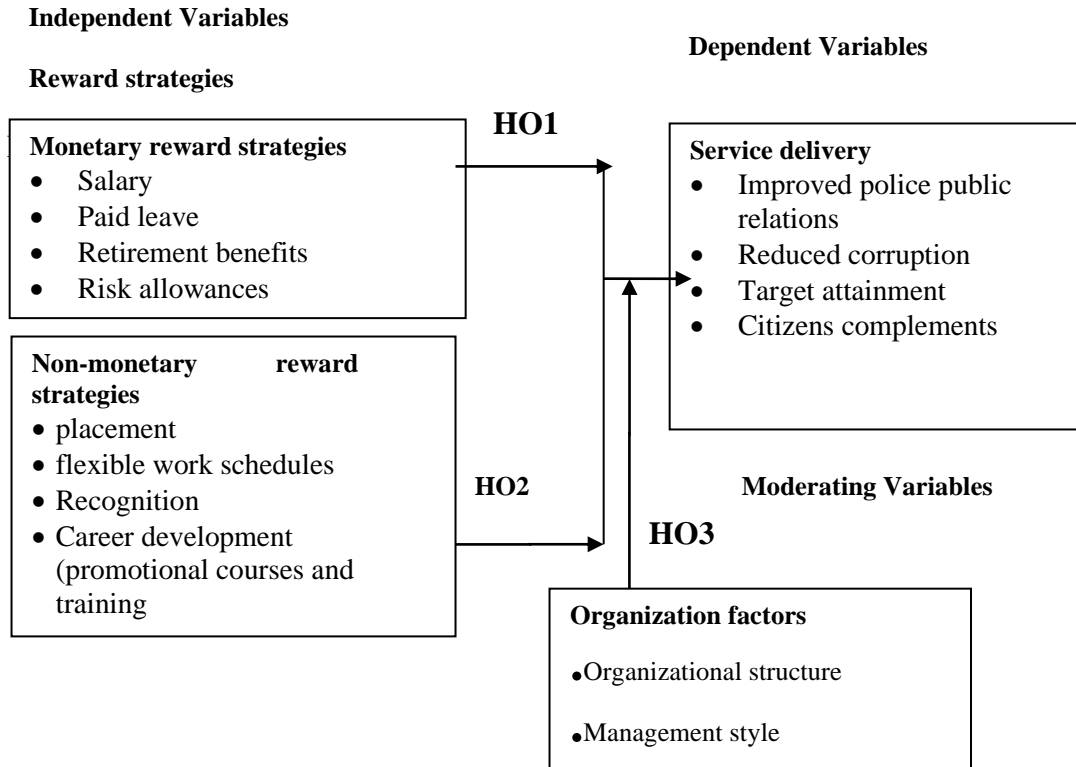 Independent Variables
Dependent Variables
Reward strategies
HO1
Monetary reward strategies
• Salary
• Paid leave
• Retirement benefits
• Risk allowances
Service delivery
• Improved police public
relations
• Reduced corruption
• Target attainment
• Citizens complements
Non-monetary reward
strategies
• placement
• flexible work schedules
• Recognition
• Career development
(promotional courses and
training
HO2
Moderating Variables
HO3
Organization factors
•Organizational structure
•Management style